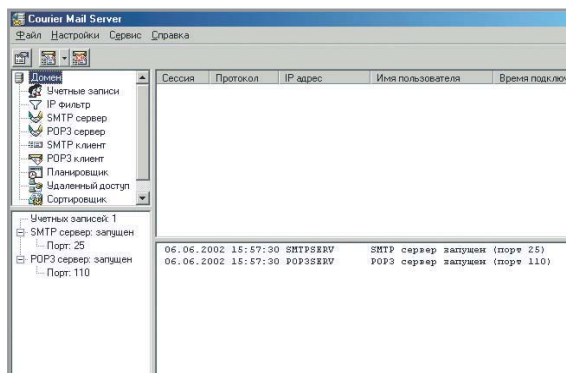 Courier Mail Server
Файл Настройки Сервис Справка
Домен
Учетные записи
IP фильтр
SMTP сервер
POP3 сервер
SMTP клиент
POP3 клиент
Планировщик
Удаленный доступ
Сортировщик
Сессия Протокол IP адрес Имя пользователя Время подключ
Учетных записей: 1
SMTP сервер: запущен
Порт: 25
POP3 сервер: запущен
Порт: 110
06.06.2002 15:57:30 SMTPSERV SMTP сервер запущен (порт 25)
06.06.2002 15:57:30 POP3SERV POP3 сервер запущен (порт 110)